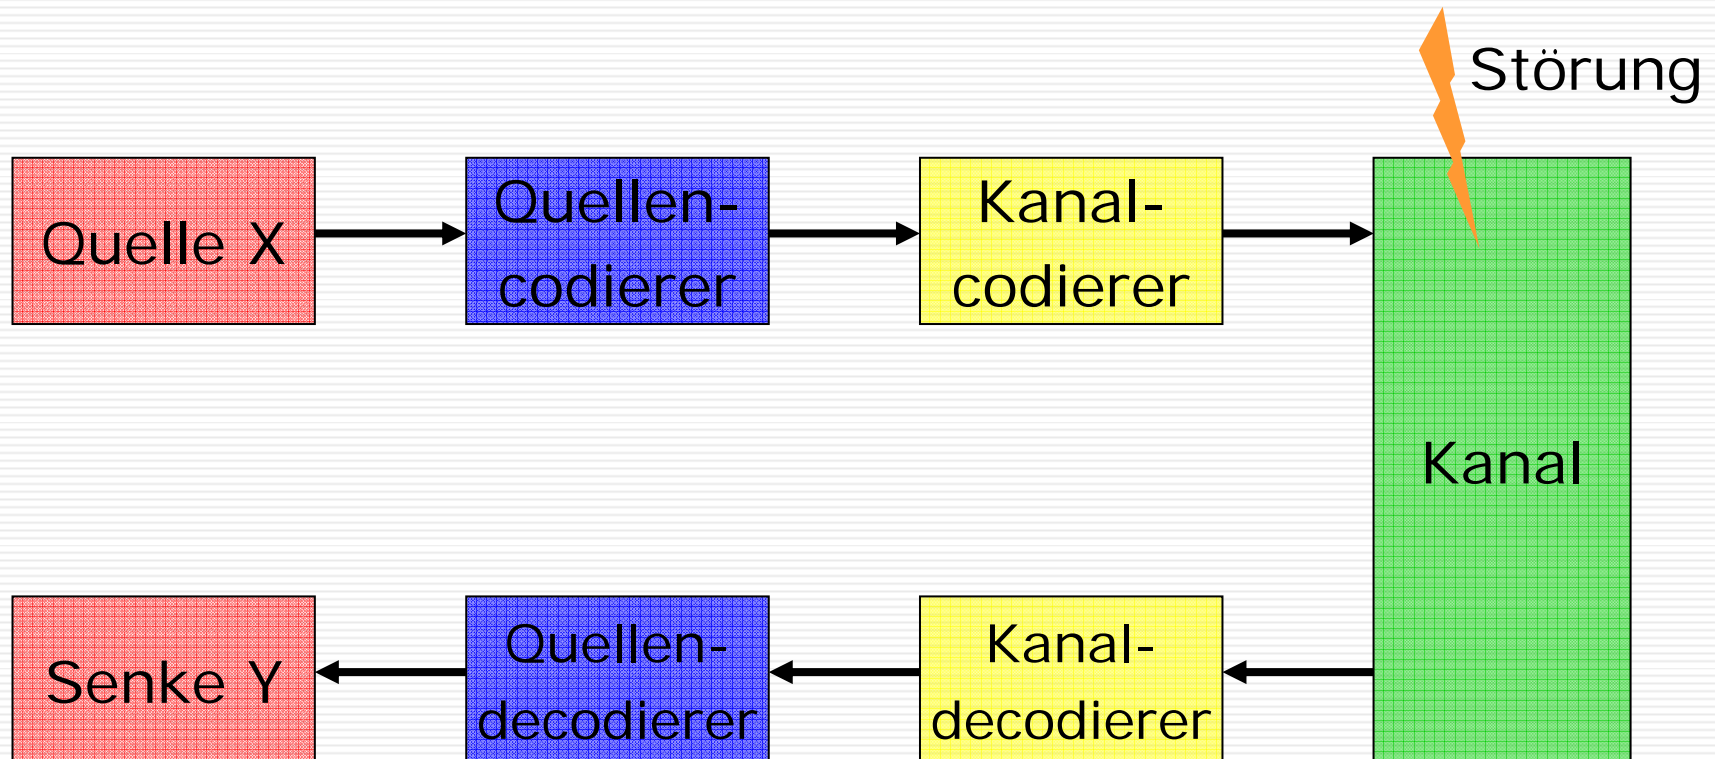 Störung
Quelle X
Quellen-
codierer
Kanal-
codierer
Kanal
Senke Y
Quellen-
decodierer
Kanal-
decodierer